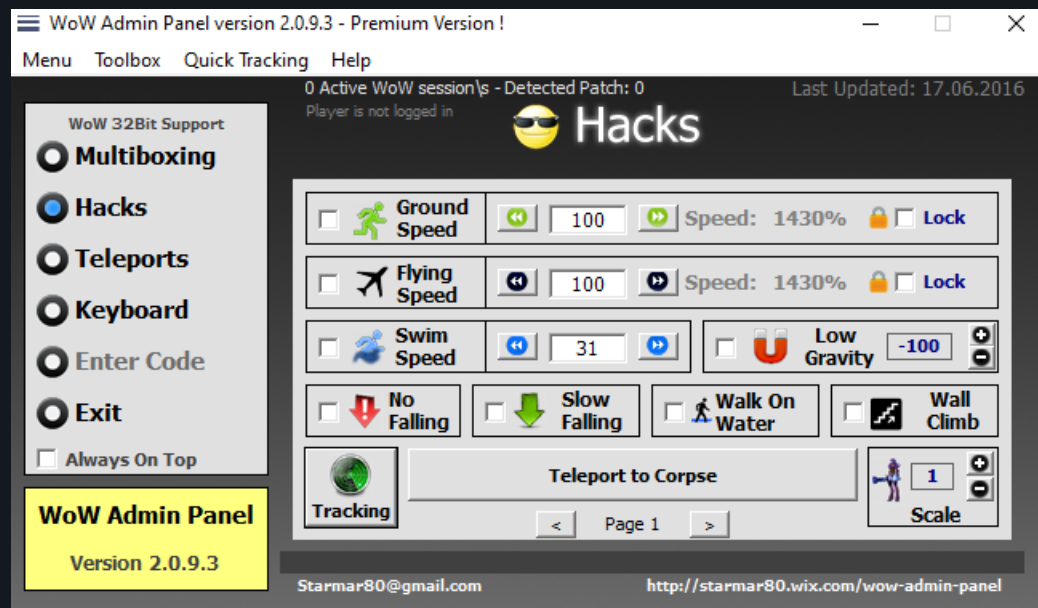 WoW Admin Panel version 2.0.9.3 - Premium Version !
Menu Toolbox Quick Tracking Help
0 Active WoW session\s - Detected Patch: 0
Last Updated: 17.06.2016
Player is not logged in
Hacks
WoW 32Bit Support
Multiboxing
Hacks
Teleports
Keyboard
Enter Code
Exit
Always On Top
WoW Admin Panel
Version 2.0.9.3
Ground
Speed
100
Speed: 1430%
Lock
Flying
Speed
100
Speed: 1430%
Lock
Swim
Speed
31
Low
Gravity
-100
No
Falling
Slow
Falling
Walk On
Water
Wall
Climb
Tracking
Teleport to Corpse
< Page 1 >
1
Scale
Starmar80@gmail.com
http://starmar80.wix.com/wow-admin-panel